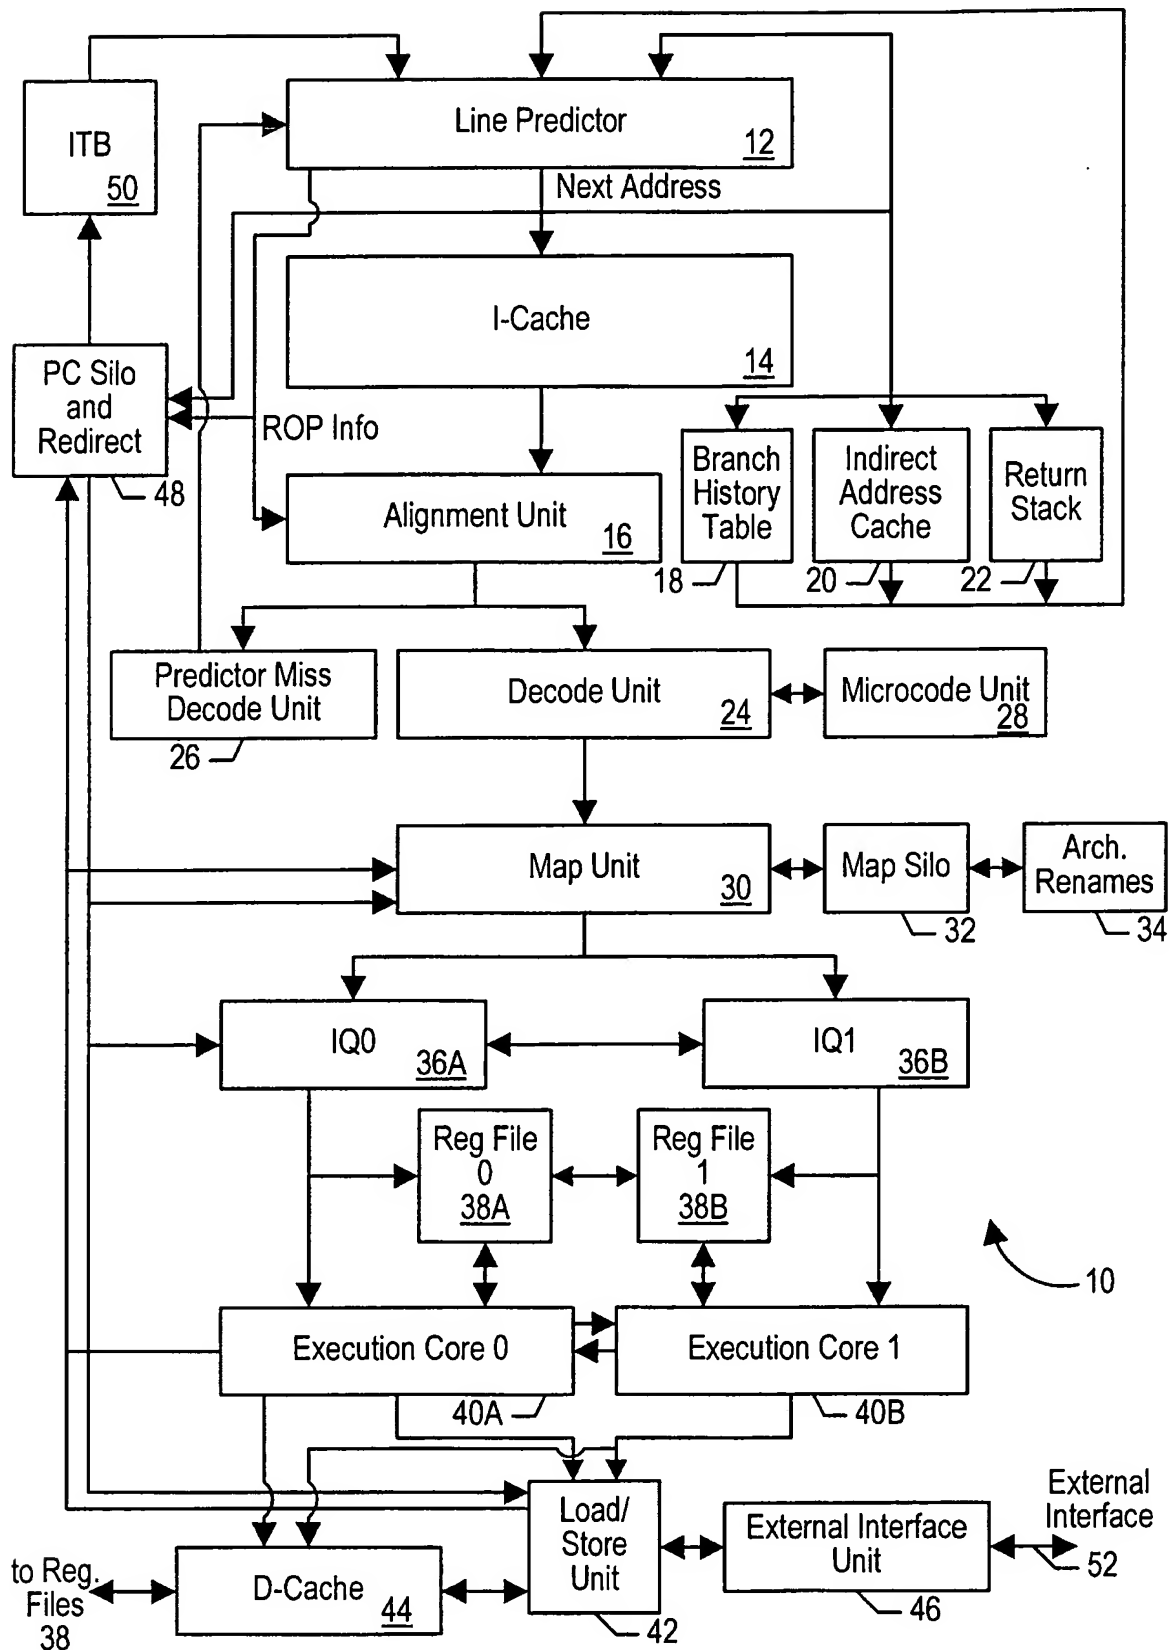 Line Predictor
12
ITB
50
Next Address
I-Cache
14
PC Silo
and
Redirect
48
ROP Info
Alignment Unit
16
Branch
History
Table
18
Indirect
Address
Cache
20
Return
Stack
22
Predictor Miss
Decode Unit
26
Decode Unit
24
Microcode Unit
28
Map Unit
30
Map Silo
32
Arch.
Renames
34
IQ0
36A
IQ1
36B
Reg File
0
38A
Reg File
1
38B
10
Execution Core 0
40A
Execution Core 1
40B
Load/
Store
Unit
42
External Interface
Unit
46
External
Interface
52
to Reg.
Files
38
D-Cache
44